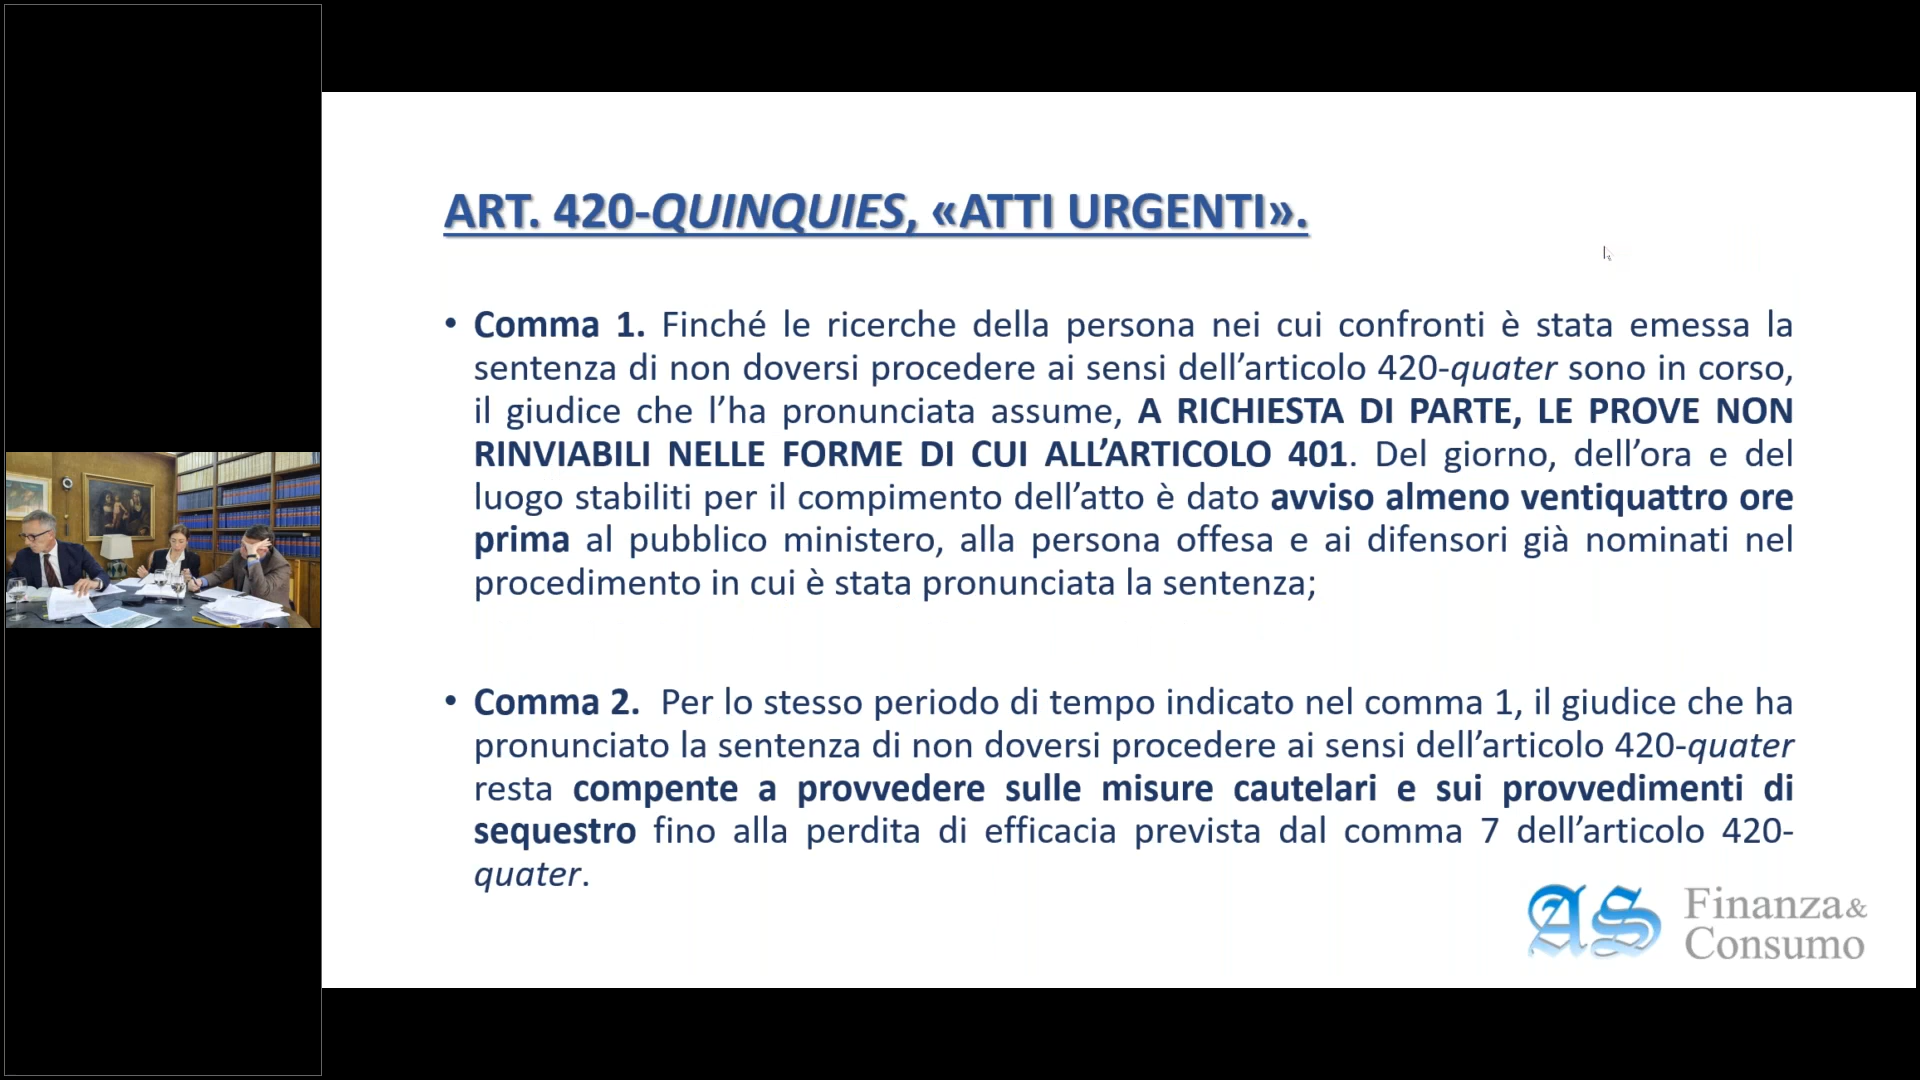 ART. 420-QUINQUIES, «ATTI URGENTI».
• Comma 1. Finché le ricerche della persona nei cui confronti è stata emessa la
sentenza di non doversi procedere ai sensi dell’articolo 420-quater sono in corso,
il giudice che l’ha pronunciata assume, A RICHIESTA DI PARTE, LE PROVE NON
RINVIABILI NELLE FORME DI CUI ALL’ARTICOLO 401. Del giorno, dell’ora e del
luogo stabiliti per il compimento dell’atto è dato avviso almeno ventiquattro ore
prima al pubblico ministero, alla persona offesa e ai difensori già nominati nel
procedimento in cui è stata pronunciata la sentenza;
• Comma 2. Per lo stesso periodo di tempo indicato nel comma 1, il giudice che ha
pronunciato la sentenza di non doversi procedere ai sensi dell’articolo 420-quater
resta compente a provvedere sulle misure cautelari e sui provvedimenti di
sequestro fino alla perdita di efficacia prevista dal comma 7 dell’articolo 420-
quater.
AS Finanza&
Consumo